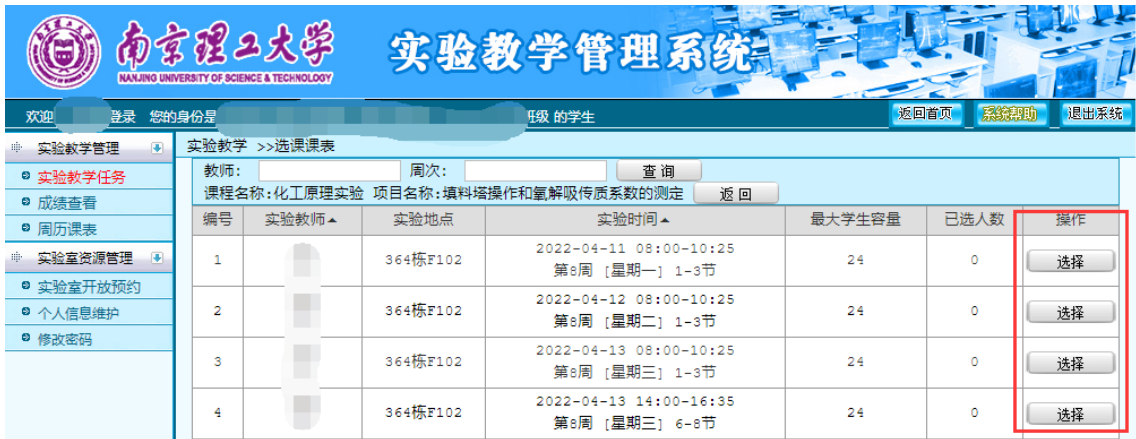 南京理工大学
NANJING UNIVERSITY OF SCIENCE & TECHNOLOGY
实验教学管理系统
欢迎 登录 您的身份是 班级 的学生
返回首页 系统帮助 退出系统
实验教学管理
实验教学任务
成绩查看
周历课表
实验室资源管理
实验室开放预约
个人信息维护
修改密码
实验教学 >>选课课表
教师: 周次: 查询
课程名称:化工原理实验 项目名称:填料塔操作和氧解吸传质系数的测定 返回
编号 实验教师▲ 实验地点 实验时间▲ 最大学生容量 已选人数 操作
1 364栋F102 2022-04-11 08:00-10:25 24 0 选择
第8周 [星期一] 1-3节
2 364栋F102 2022-04-12 08:00-10:25 24 0 选择
第8周 [星期二] 1-3节
3 364栋F102 2022-04-13 08:00-10:25 24 0 选择
第8周 [星期三] 1-3节
4 364栋F102 2022-04-13 14:00-16:35 24 0 选择
第8周 [星期三] 6-8节